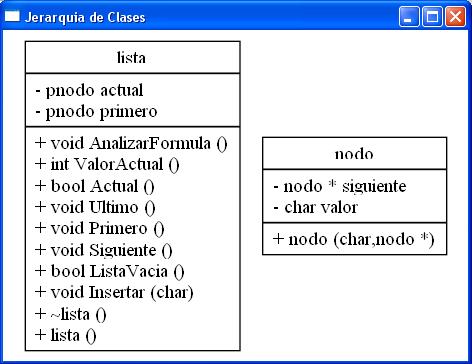 Jerarquia de Clases
lista
- pnodo actual
- pnodo primero
+ void AnalizarFormula ()
+ int ValorActual ()
+ bool Actual ()
+ void Ultimo ()
+ void Primero ()
+ void Siguiente ()
+ bool ListaVacia ()
+ void Insertar (char)
+ ~lista ()
+ lista ()
nodo
- nodo * siguiente
- char valor
+ nodo (char,nodo *)